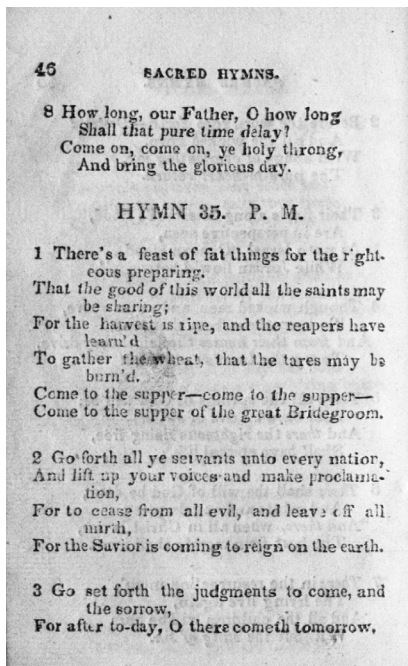 46 SACRED HYMNS.
8 How long, our Father, O how long
Shall that pure time delay?
Come on, come on, ye holy throng,
And bring the glorious day.
HYMN 35. P. M.
1 There's a feast of fat things for the right-
eous preparing.
That the good of this world all the saints may
be sharing;
For the harvest is ripe, and the reapers have
learn'd
To gather the wheat, that the tares may be
burn'd.
Come to the supper—come to the supper—
Come to the supper of the great Bridegroom.
2 Go forth all ye servants unto every nation,
And lift up your voices and make proclama-
tion,
For to cease from all evil, and leave off all
mirth,
For the Savior is coming to reign on the earth.
3 Go set forth the judgments to come, and
the sorrow,
For after to-day, O there cometh tomorrow,